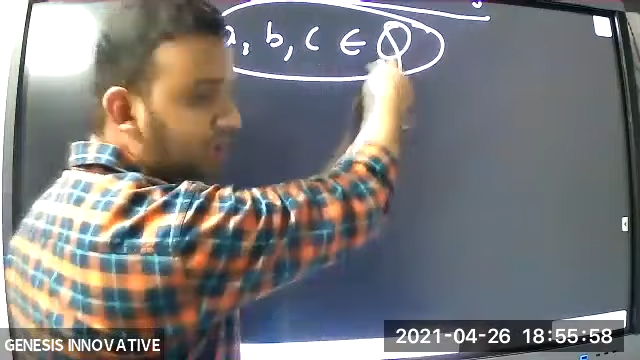 a, b, c ∈ Q
GENESIS INNOVATIVE
2021-04-26 18:55:58